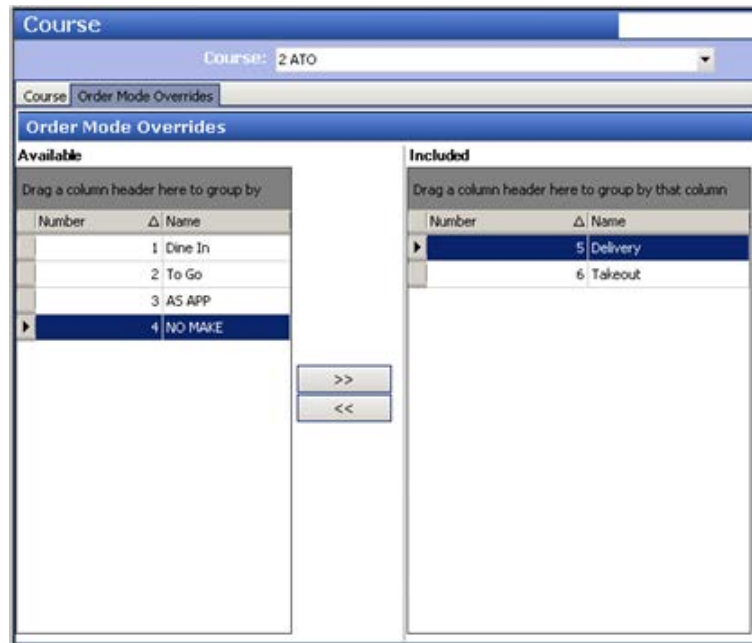 Course
Course: 2 ATO
Course Order Mode Overrides
Order Mode Overrides
Available
Drag a column header here to group by
Number Name
1 Dine In
2 To Go
3 AS APP
4 NO MAKE
>>
<<
Included
Drag a column header here to group by that column
Number Name
5 Delivery
6 Takeout